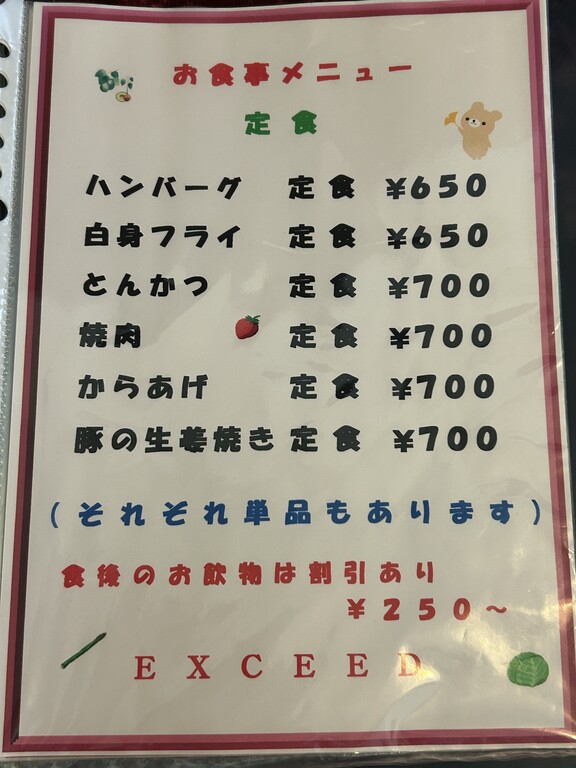 お食事メニュー
定食
ハンバーグ 定食 ¥650
白身フライ 定食 ¥650
とんかつ 定食 ¥700
焼肉 定食 ¥700
からあげ 定食 ¥700
豚の生姜焼き 定食 ¥700
(それぞれ単品もあります)
食後のお飲物は割引あり
¥250~
EXCEED